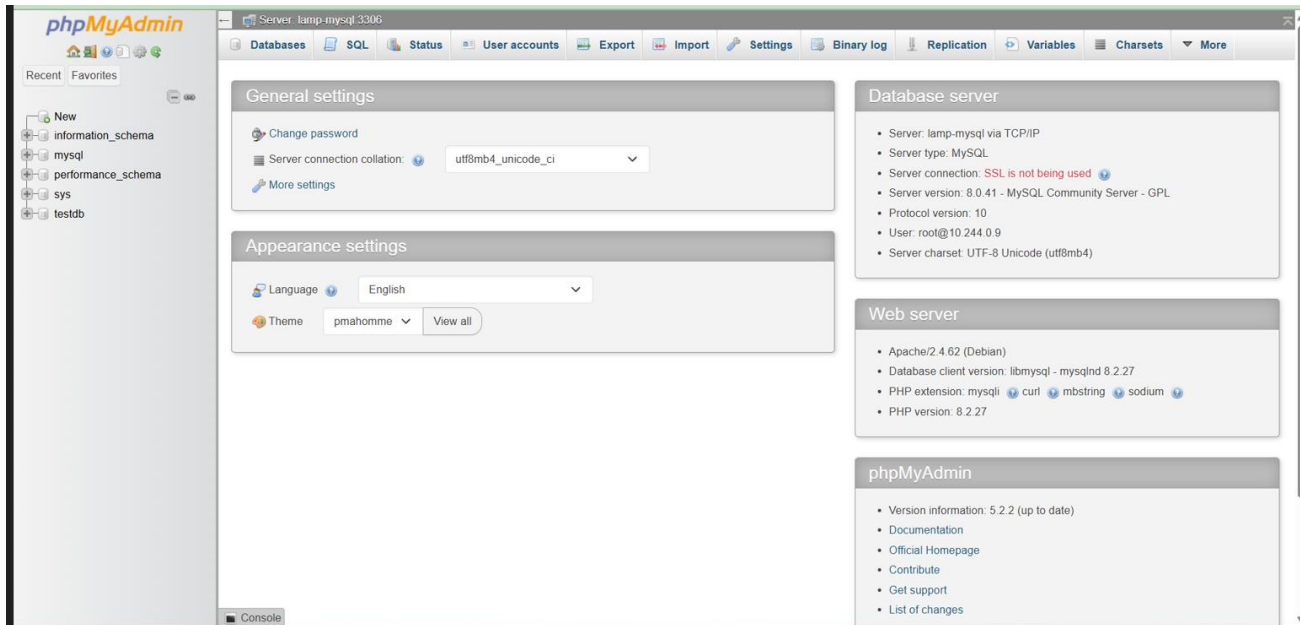 phpMyAdmin
Recent Favorites
New
information_schema
mysql
performance_schema
sys
testdb
Server: lamp-mysql:3306
Databases SQL Status User accounts Export Import Settings Binary log Replication Variables Charsets More
General settings
Change password
Server connection collation: utf8mb4_unicode_ci
More settings
Appearance settings
Language English
Theme pmahomme View all
Database server
Server: lamp-mysql via TCP/IP
Server type: MySQL
Server connection: SSL is not being used
Server version: 8.0.41 - MySQL Community Server - GPL
Protocol version: 10
User: root@10.244.0.9
Server charset: UTF-8 Unicode (utf8mb4)
Web server
Apache/2.4.62 (Debian)
Database client version: libmysql - mysqlnd 8.2.27
PHP extension: mysqli curl mbstring sodium
PHP version: 8.2.27
phpMyAdmin
Version information: 5.2.2 (up to date)
Documentation
Official Homepage
Contribute
Get support
List of changes
Console